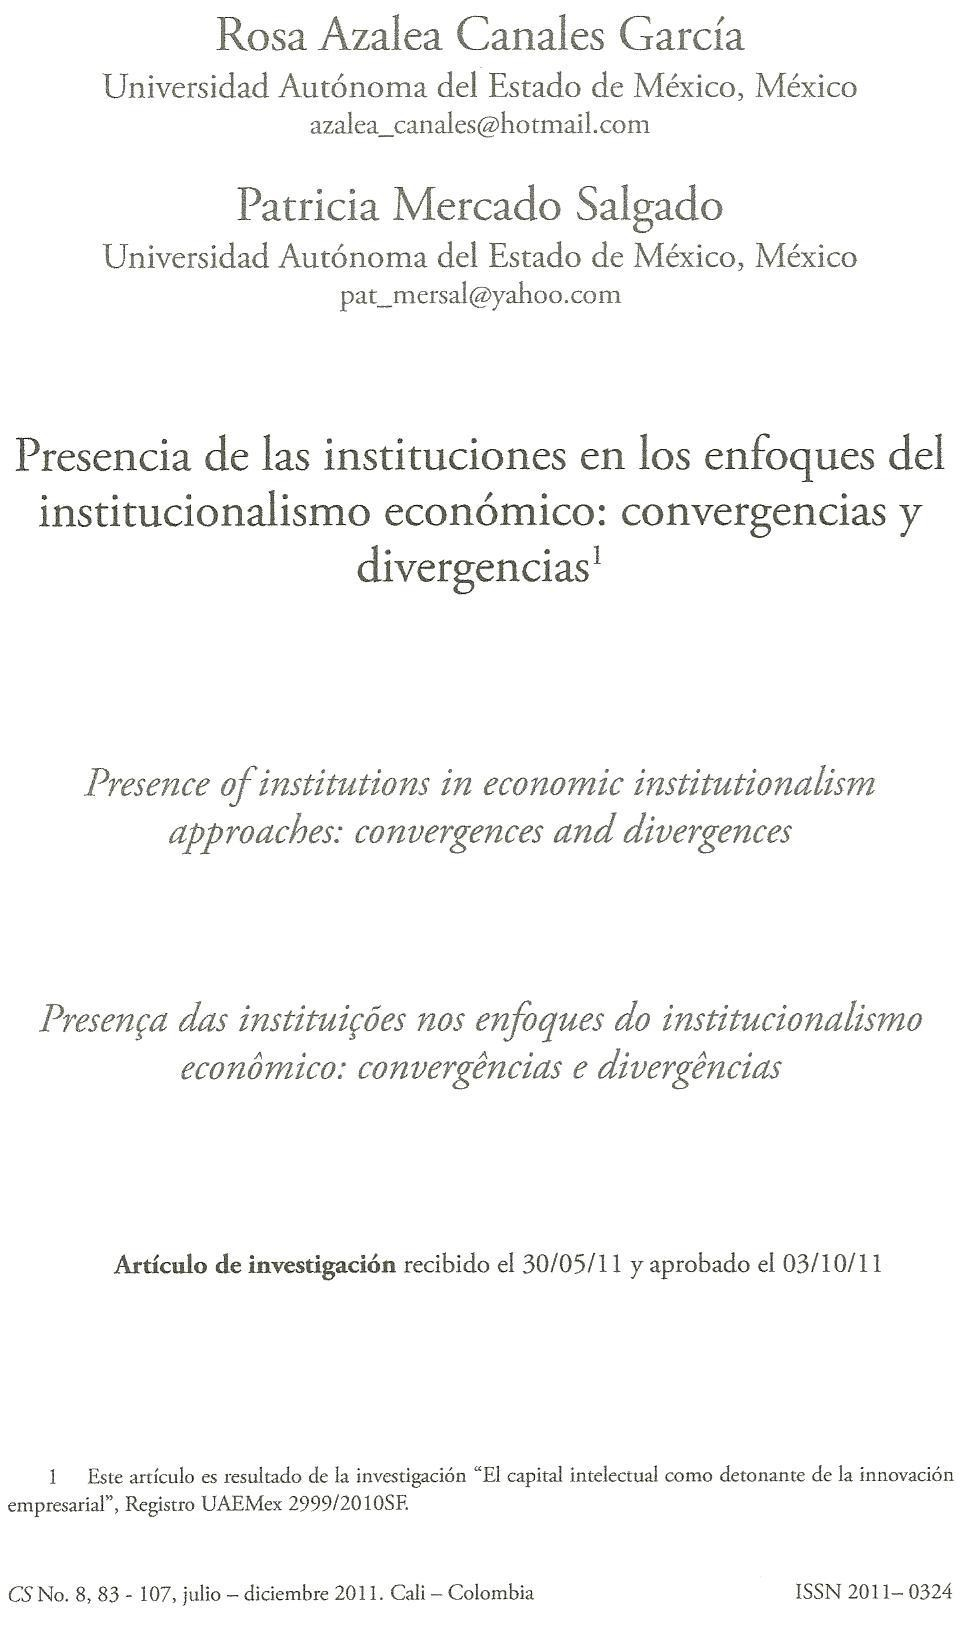 Rosa Azalea Canales García
Universidad Autónoma del Estado de México, México
azalea_canales@hotmail.com
Patricia Mercado Salgado
Universidad Autónoma del Estado de México, México
pat_mersal@yahoo.com
Presencia de las instituciones en los enfoques del
institucionalismo económico: convergencias y
divergencias¹
Presence of institutions in economic institutionalism
approaches: convergences and divergences
Presença das instituições nos enfoques do institucionalismo
econômico: convergências e divergências
Artículo de investigación recibido el 30/05/11 y aprobado el 03/10/11
1 Este artículo es resultado de la investigación “El capital intelectual como detonante de la innovación
empresarial”, Registro UAEMex 2999/2010SF.
CS No. 8, 83 - 107, julio – diciembre 2011. Cali – Colombia ISSN 2011– 0324